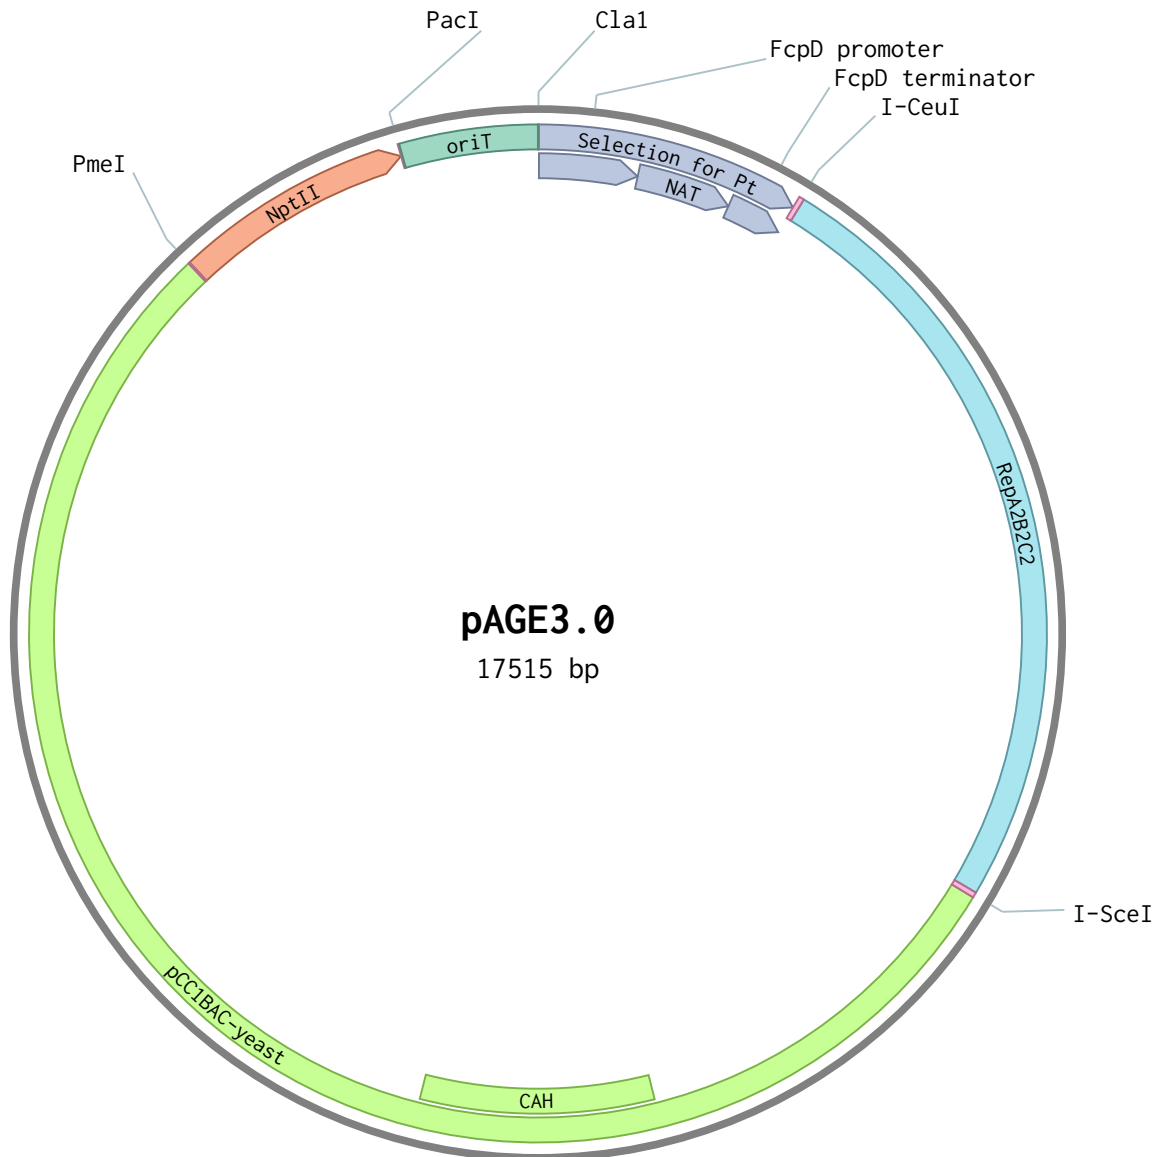 PacI
Cla1
FcpD promoter
FcpD terminator
I-CeuI
PmeI
oriT
Selection for Pt
NptII
NAT
RepA2B2C2
pAGE3.0
17515 bp
I-SceI
pCC1BAC-yeast
CAH